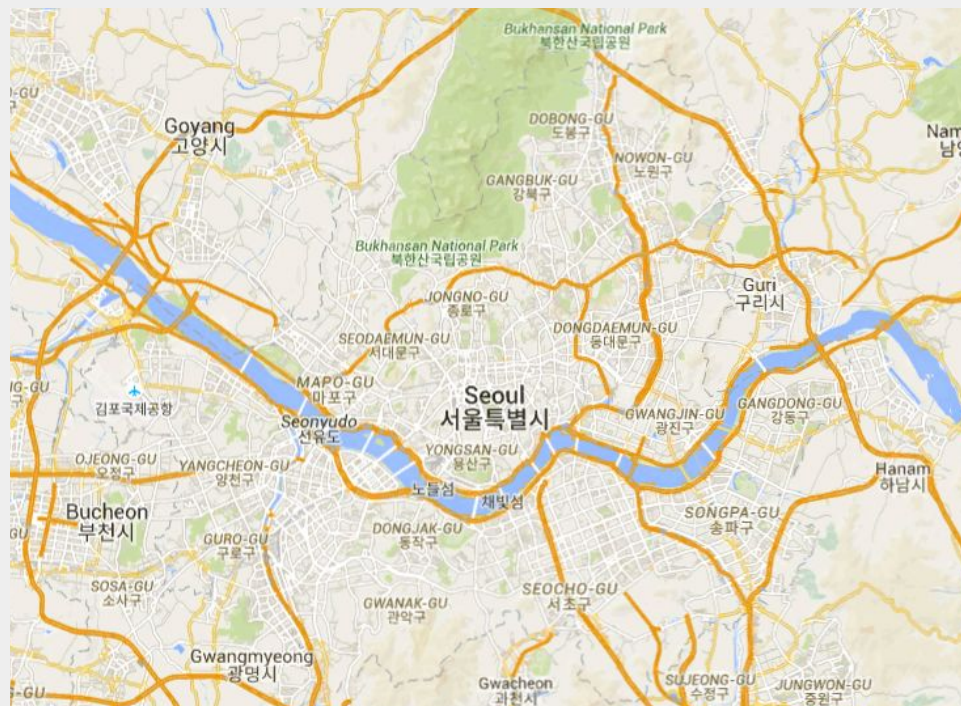 Bukhansan National Park
북한산국립공원
Goyang
고양시
DOBONG-GU
도봉구
NOWON-GU
노원구
GANGBUK-GU
강북구
Bukhansan National Park
북한산국립공원
Guri
구리시
JONGNO-GU
종로구
SEODAEMUN-GU
서대문구
DONGDAEMUN-GU
동대문구
MAPO-GU
마포구
Seoul
서울특별시
김포국제공항
Seonyudo
선유도
GWANGJIN-GU
광진구
GANGDONG-GU
강동구
OJEONG-GU
오정구
YANGCHEON-GU
양천구
YONGSAN-GU
용산구
Hanam
하남시
노들섬
채빛섬
Bucheon
부천시
SONGPA-GU
송파구
DONGJAK-GU
동작구
GURO-GU
구로구
SOSA-GU
소사구
SEOCHO-GU
서초구
GWANAK-GU
관악구
Gwangmyeong
광명시
Gwacheon
과천시
SUJEONG-GU
수정구
JUNGWON-GU
중원구